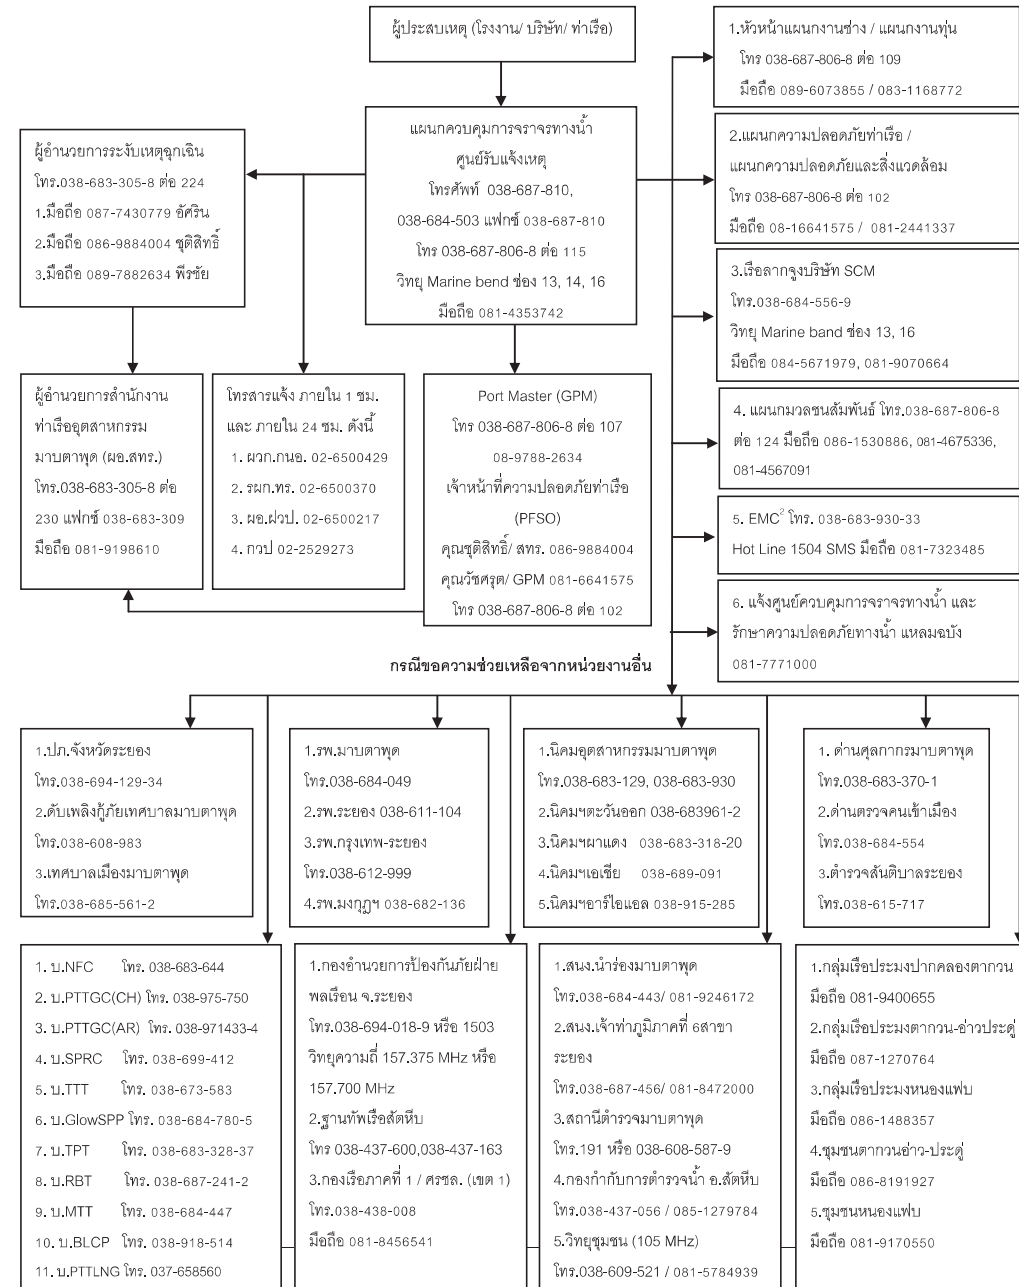 ผู้ประสบเหตุ (โรงงาน/ บริษัท/ ท่าเรือ)
แผนกควบคุมการจราจรทางน้ำ
ศูนย์รับแจ้งเหตุ
โทรศัพท์ 038-687-810,
038-684-503 แฟกซ์ 038-687-810
โทร 038-687-806-8 ต่อ 115
วิทยุ Marine bend ช่อง 13, 14, 16
มือถือ 081-4353742
ผู้อำนวยการระงับเหตุฉุกเฉิน
โทร.038-683-305-8 ต่อ 224
1.มือถือ 087-7430779 อัศริน
2.มือถือ 086-9884004 ชุติสิทธิ์
3.มือถือ 089-7882634 พีรชัย
ผู้อำนวยการสำนักงาน
ท่าเรืออุตสาหกรรม
มาบตาพุด (ผอ.สทร.)
โทร.038-683-305-8 ต่อ
230 แฟกซ์ 038-683-309
มือถือ 081-9198610
โทรสารแจ้ง ภายใน 1 ชม.
และ ภายใน 24 ชม. ดังนี้
1. ผวก.กนอ. 02-6500429
2. รผก.ทร. 02-6500370
3. ผอ.ฝวป. 02-6500217
4. กวป 02-2529273
Port Master (GPM)
โทร 038-687-806-8 ต่อ 107
08-9788-2634
เจ้าหน้าที่ความปลอดภัยท่าเรือ
(PFSO)
คุณชุติสิทธิ์/ สทร. 086-9884004
คุณวัชศรุต/ GPM 081-6641575
โทร 038-687-806-8 ต่อ 102
1.หัวหน้าแผนกงานช่าง / แผนกงานทุ่น
โทร 038-687-806-8 ต่อ 109
มือถือ 089-6073855 / 083-1168772
2.แผนกความปลอดภัยท่าเรือ /
แผนกความปลอดภัยและสิ่งแวดล้อม
โทร 038-687-806-8 ต่อ 102
มือถือ 08-16641575 / 081-2441337
3.เรือลากจูงบริษัท SCM
โทร.038-684-556-9
วิทยุ Marine band ช่อง 13, 16
มือถือ 084-5671979, 081-9070664
4. แผนกมวลชนสัมพันธ์ โทร.038-687-806-8
ต่อ 124 มือถือ 086-1530886, 081-4675336,
081-4567091
5. EMC² โทร. 038-683-930-33
Hot Line 1504 SMS มือถือ 081-7323485
6. แจ้งศูนย์ควบคุมการจราจรทางน้ำ และ
รักษาความปลอดภัยทางน้ำ แหลมฉบัง
081-7771000
กรณีขอความช่วยเหลือจากหน่วยงานอื่น
1.ปภ.จังหวัดระยอง
โทร.038-694-129-34
2.ดับเพลิงกู้ภัยเทศบาลมาบตาพุด
โทร.038-608-983
3.เทศบาลเมืองมาบตาพุด
โทร.038-685-561-2
1.รพ.มาบตาพุด
โทร.038-684-049
2.รพ.ระยอง 038-611-104
3.รพ.กรุงเทพ-ระยอง
โทร.038-612-999
4.รพ.มงกุฎฯ 038-682-136
1.นิคมอุตสาหกรรมมาบตาพุด
โทร.038-683-129, 038-683-930
2.นิคมฯตะวันออก 038-683961-2
3.นิคมฯผาแดง 038-683-318-20
4.นิคมฯเอเชีย 038-689-091
5.นิคมฯอาร์ไอแอล 038-915-285
1. ด่านศุลกากรมาบตาพุด
โทร.038-683-370-1
2.ด่านตรวจคนเข้าเมือง
โทร.038-684-554
3.ตำรวจสันติบาลระยอง
โทร.038-615-717
1. บ.NFC โทร. 038-683-644
2. บ.PTTGC(CH) โทร. 038-975-750
3. บ.PTTGC(AR) โทร. 038-971433-4
4. บ.SPRC โทร. 038-699-412
5. บ.TTT โทร. 038-673-583
6. บ.GlowSPP โทร. 038-684-780-5
7. บ.TPT โทร. 038-683-328-37
8. บ.RBT โทร. 038-687-241-2
9. บ.MTT โทร. 038-684-447
10. บ.BLCP โทร. 038-918-514
11. บ.PTTLNG โทร. 037-658560
1.กองอำนวยการป้องกันภัยฝ่าย
พลเรือน จ.ระยอง
โทร.038-694-018-9 หรือ 1503
วิทยุความถี่ 157.375 MHz หรือ
157.700 MHz
2.ฐานทัพเรือสัตหีบ
โทร 038-437-600,038-437-163
3.กองเรือภาคที่ 1 / ศรชล. (เขต 1)
โทร.038-438-008
มือถือ 081-8456541
1.สนง.นำร่องมาบตาพุด
โทร.038-684-443/ 081-9246172
2.สนง.เจ้าท่าภูมิภาคที่ 6สาขา
ระยอง
โทร.038-687-456/ 081-8472000
3.สถานีตำรวจมาบตาพุด
โทร.191 หรือ 038-608-587-9
4.กองกำกับการตำรวจน้ำ อ.สัตหีบ
โทร.038-437-056 / 085-1279784
5.วิทยุชุมชน (105 MHz)
โทร.038-609-521 / 081-5784939
1.กลุ่มเรือประมงปากคลองตากวน
มือถือ 081-9400655
2.กลุ่มเรือประมงตากวน-อ่าวประดู่
มือถือ 087-1270764
3.กลุ่มเรือประมงหนองแฟบ
มือถือ 086-1488357
4.ชุมชนตากวนอ่าว-ประดู่
มือถือ 086-8191927
5.ชุมชนหนองแฟบ
มือถือ 081-9170550